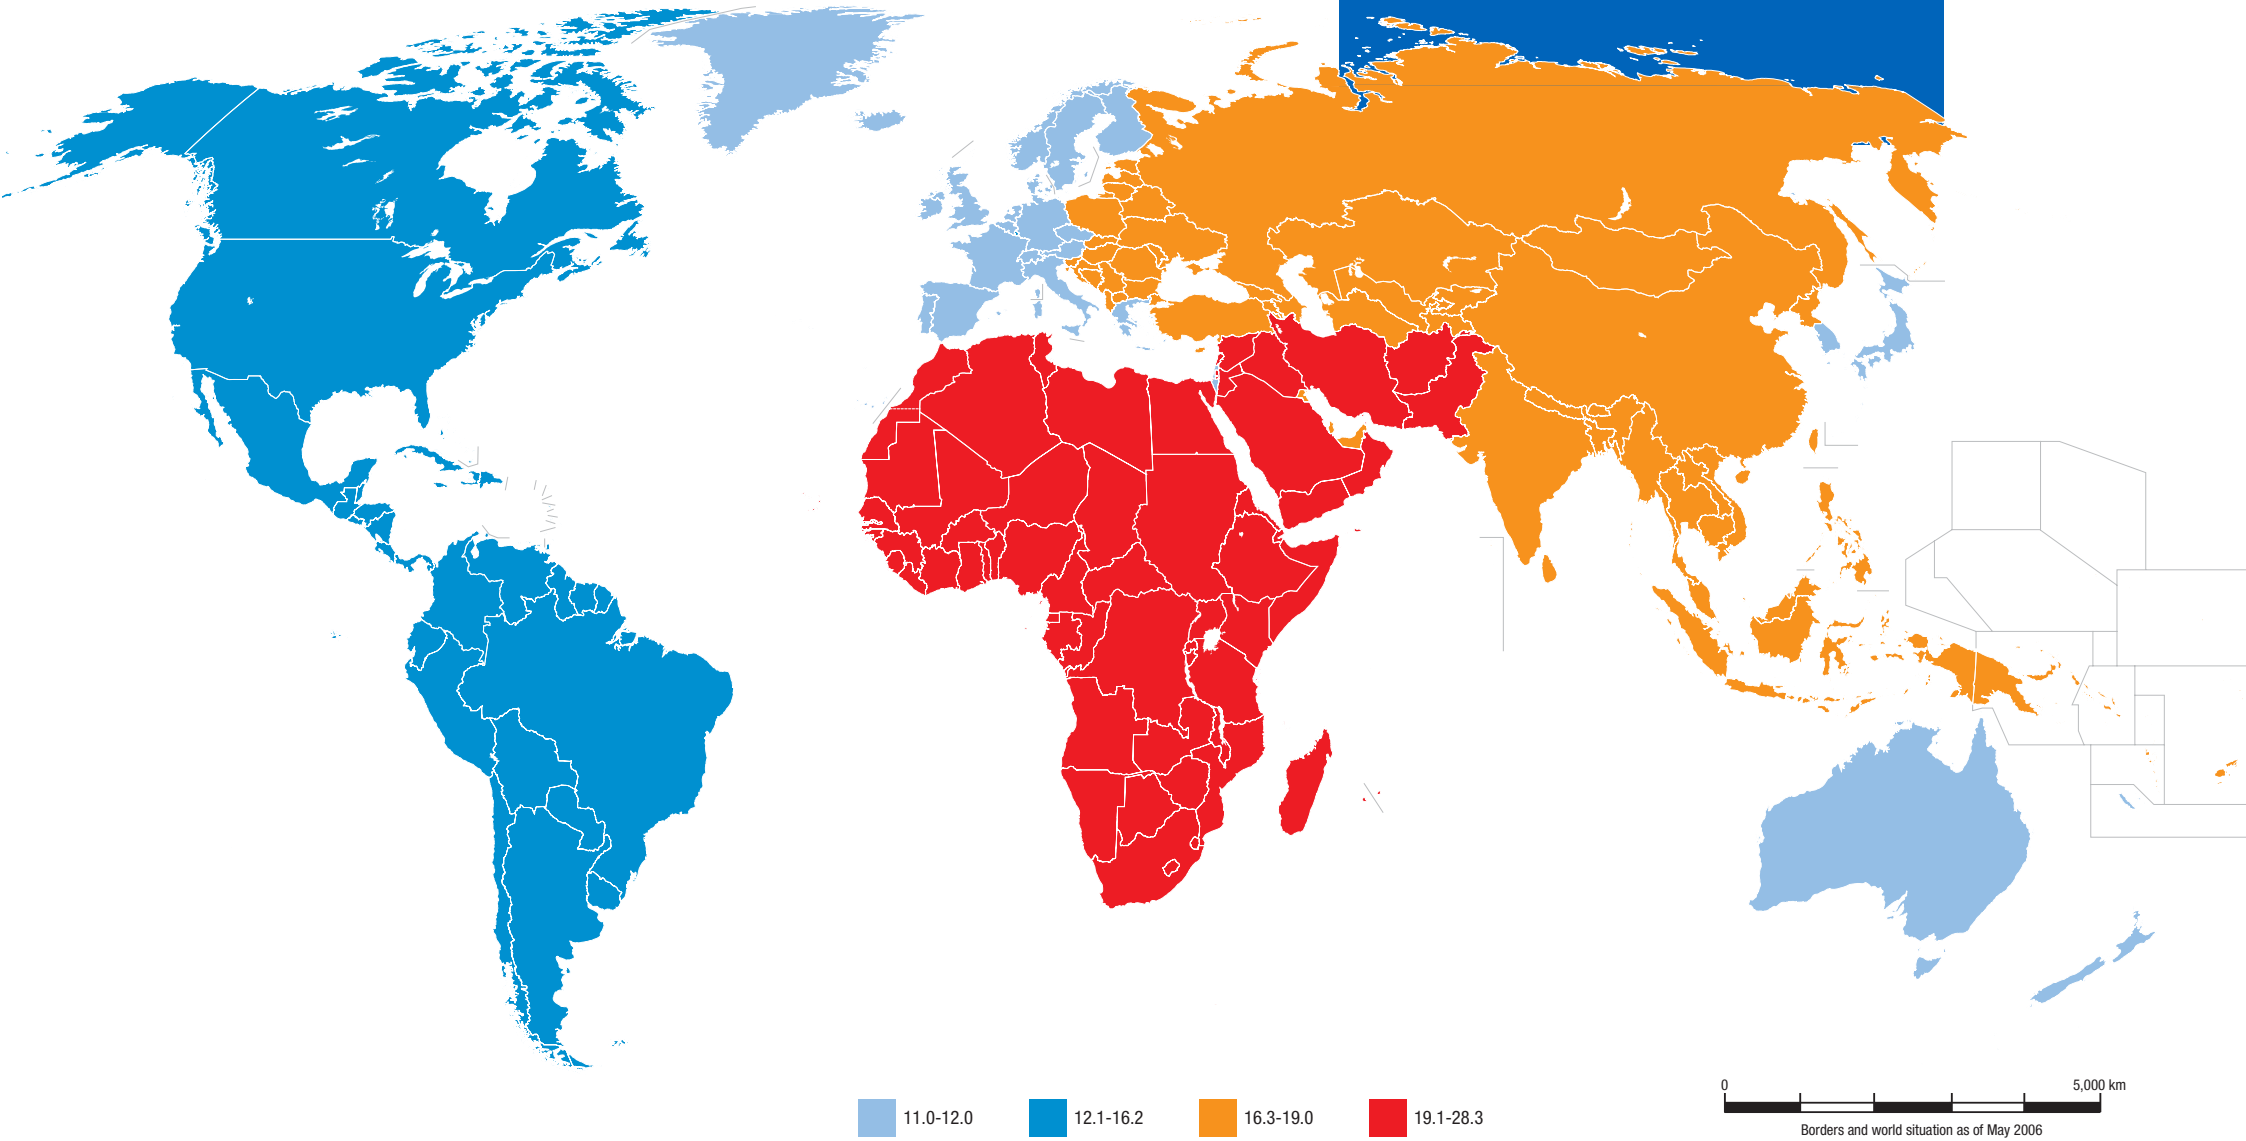 11.0-12.0
12.1-16.2
16.3-19.0
19.1-28.3
0 5,000 km
Borders and world situation as of May 2006